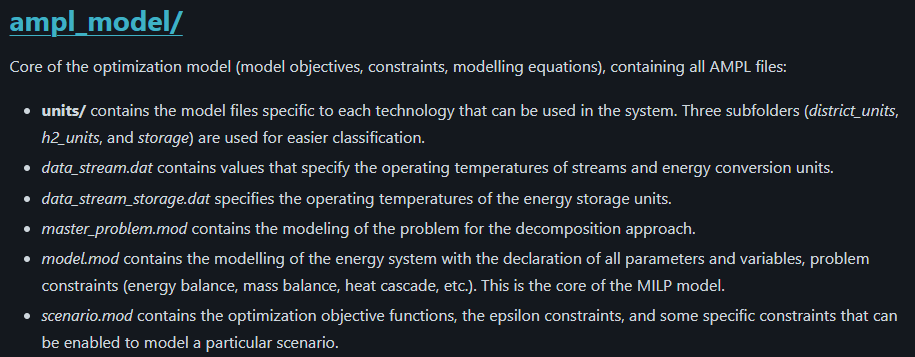 ampl_model/
Core of the optimization model (model objectives, constraints, modelling equations), containing all AMPL files:
• units/ contains the model files specific to each technology that can be used in the system. Three subfolders (district_units,
h2_units, and storage) are used for easier classification.
• data_stream.dat contains values that specify the operating temperatures of streams and energy conversion units.
• data_stream_storage.dat specifies the operating temperatures of the energy storage units.
• master_problem.mod contains the modeling of the problem for the decomposition approach.
• model.mod contains the modelling of the energy system with the declaration of all parameters and variables, problem
constraints (energy balance, mass balance, heat cascade, etc.). This is the core of the MILP model.
• scenario.mod contains the optimization objective functions, the epsilon constraints, and some specific constraints that can
be enabled to model a particular scenario.